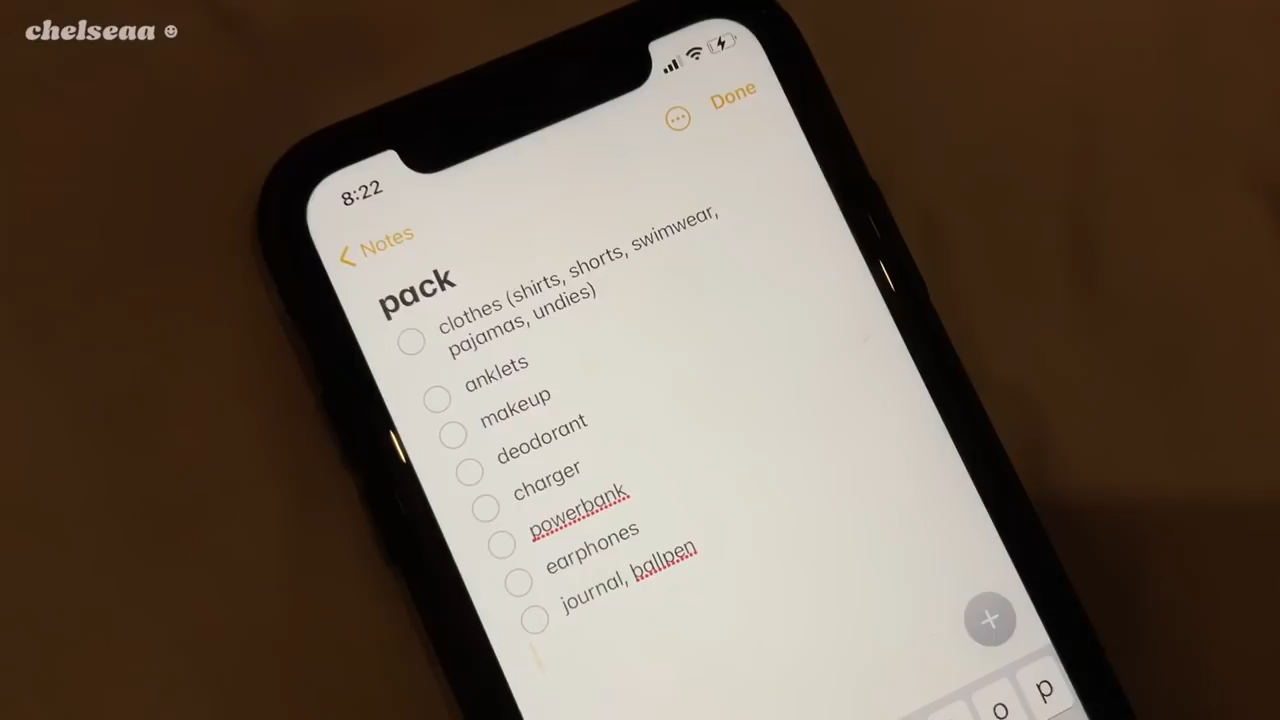 chelseaa
8:22
Done
Notes
pack
clothes (shirts, shorts, swimwear,
pajamas, undies)
anklets
makeup
deodorant
charger
powerbank
earphones
journal, ballpen
o p